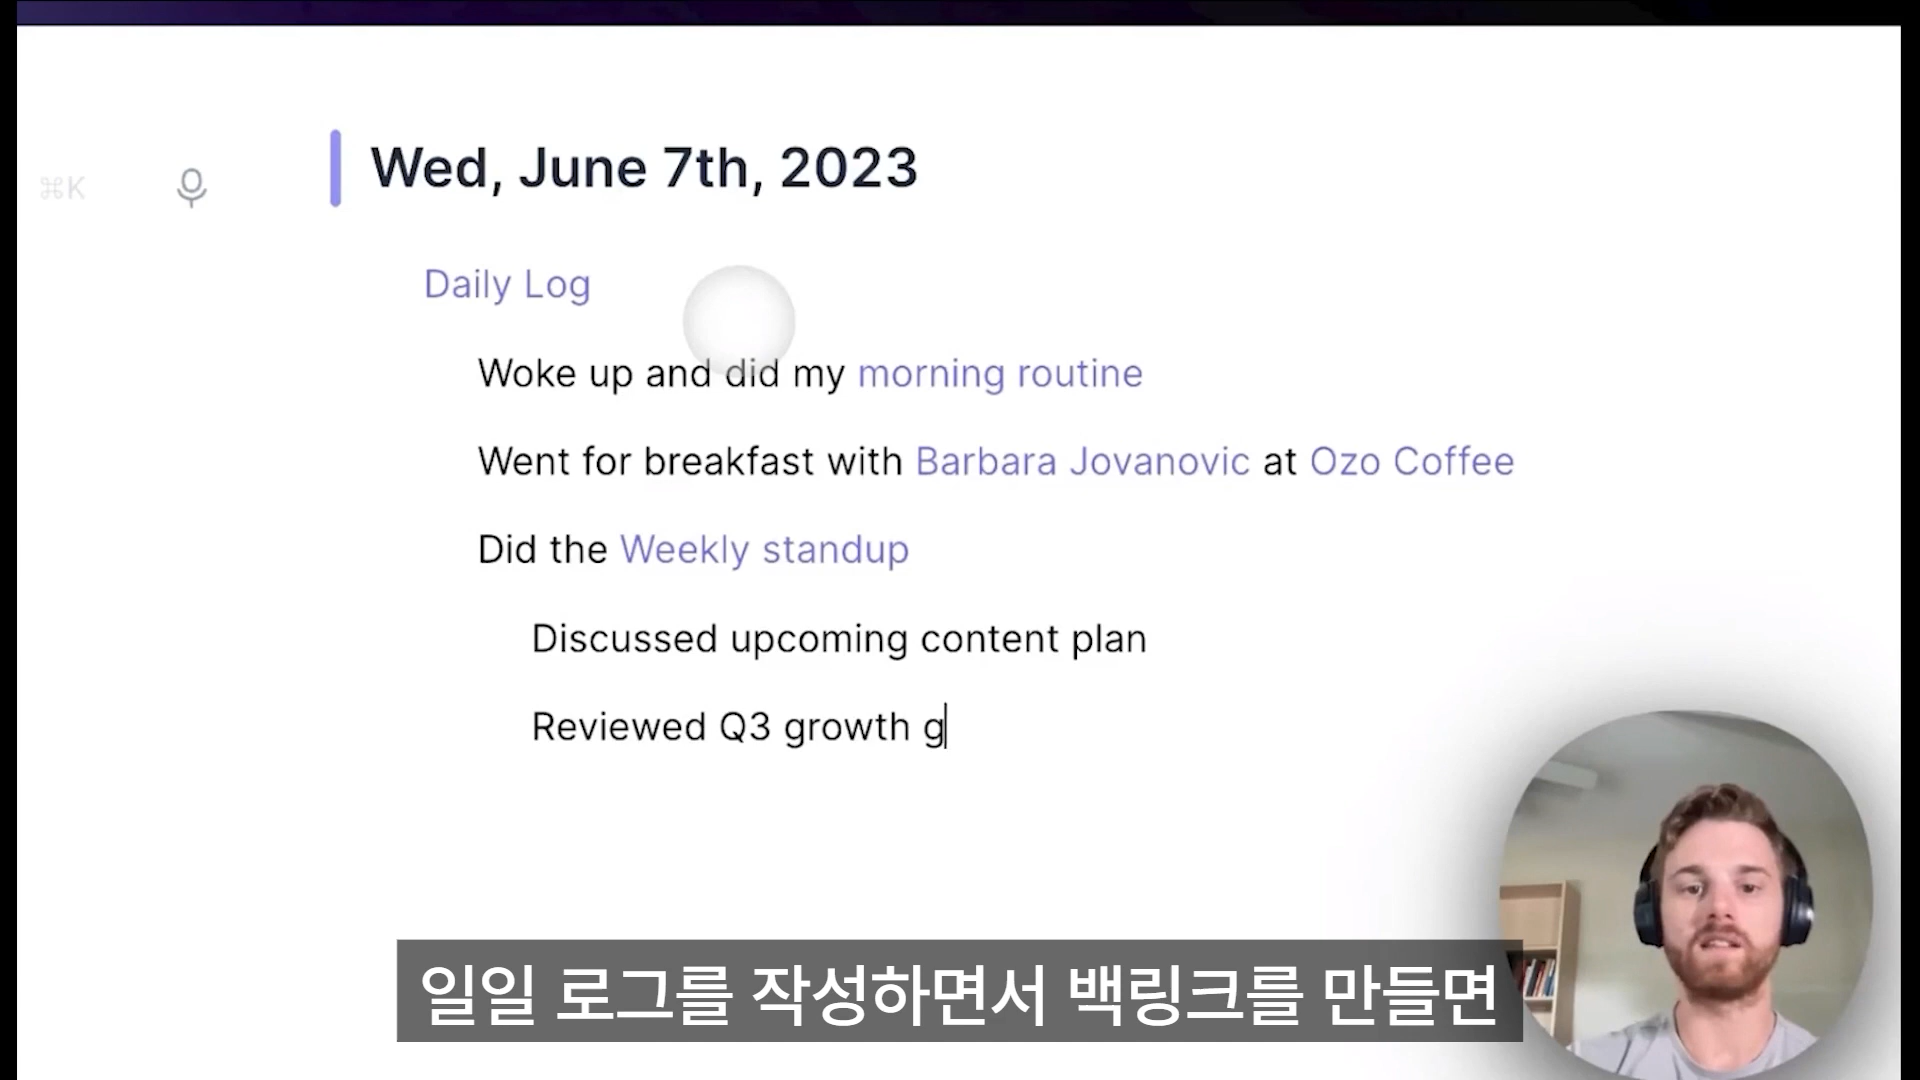 Wed, June 7th, 2023
⌘K
Daily Log
Woke up and did my morning routine
Went for breakfast with Barbara Jovanovic at Ozo Coffee
Did the Weekly standup
Discussed upcoming content plan
Reviewed Q3 growth g
일일 로그를 작성하면서 백링크를 만들면